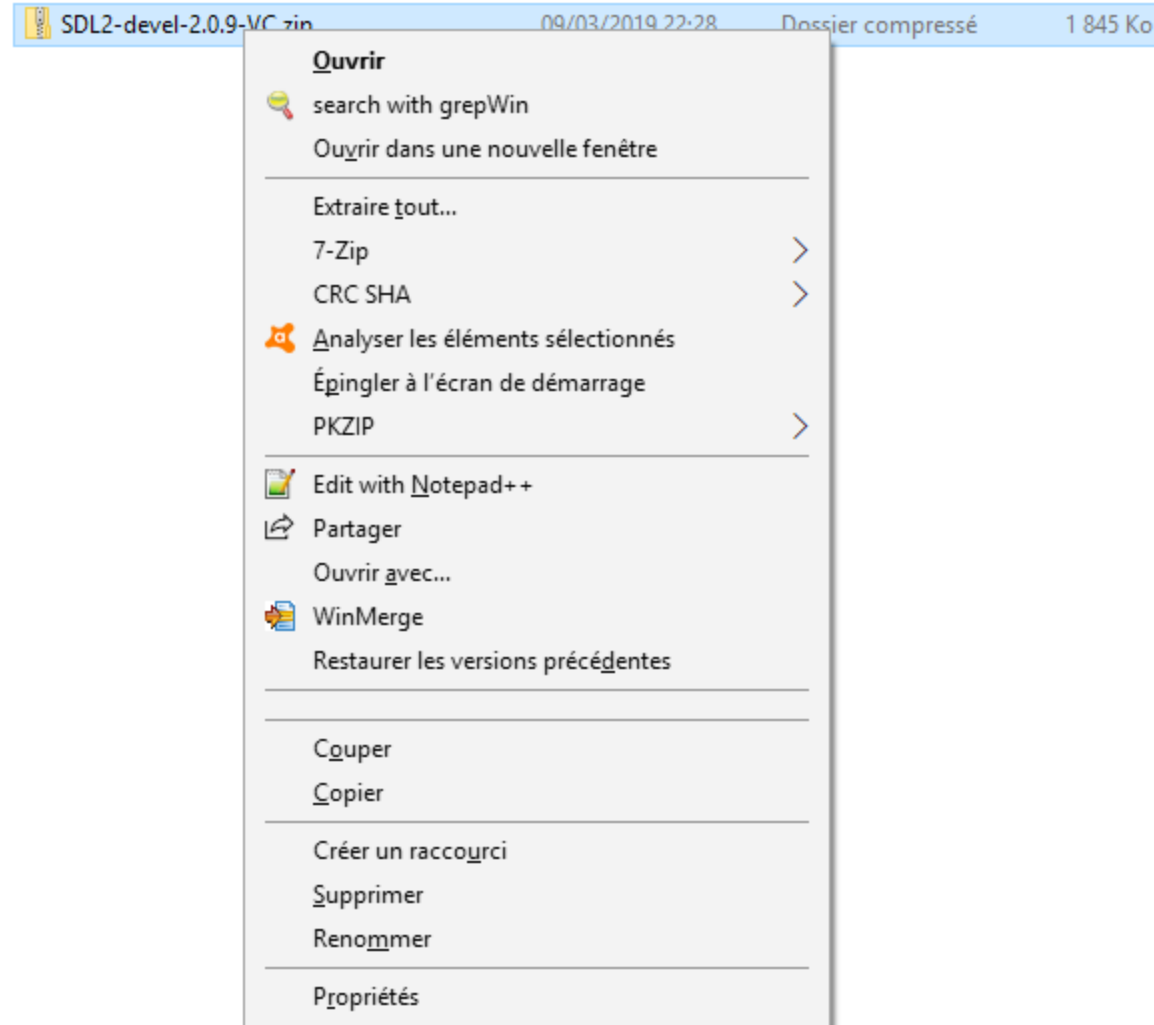 SDL2-devel-2.0.9-VC.zip 09/03/2019 22:28 Dossier compressé 1 845 Ko
Ouvrir
search with grepWin
Ouvrir dans une nouvelle fenêtre
Extraire tout...
7-Zip
CRC SHA
Analyser les éléments sélectionnés
Épingler à l'écran de démarrage
PKZIP
Edit with Notepad++
Partager
Ouvrir avec...
WinMerge
Restaurer les versions précédentes
Couper
Copier
Créer un raccourci
Supprimer
Renommer
Propriétés